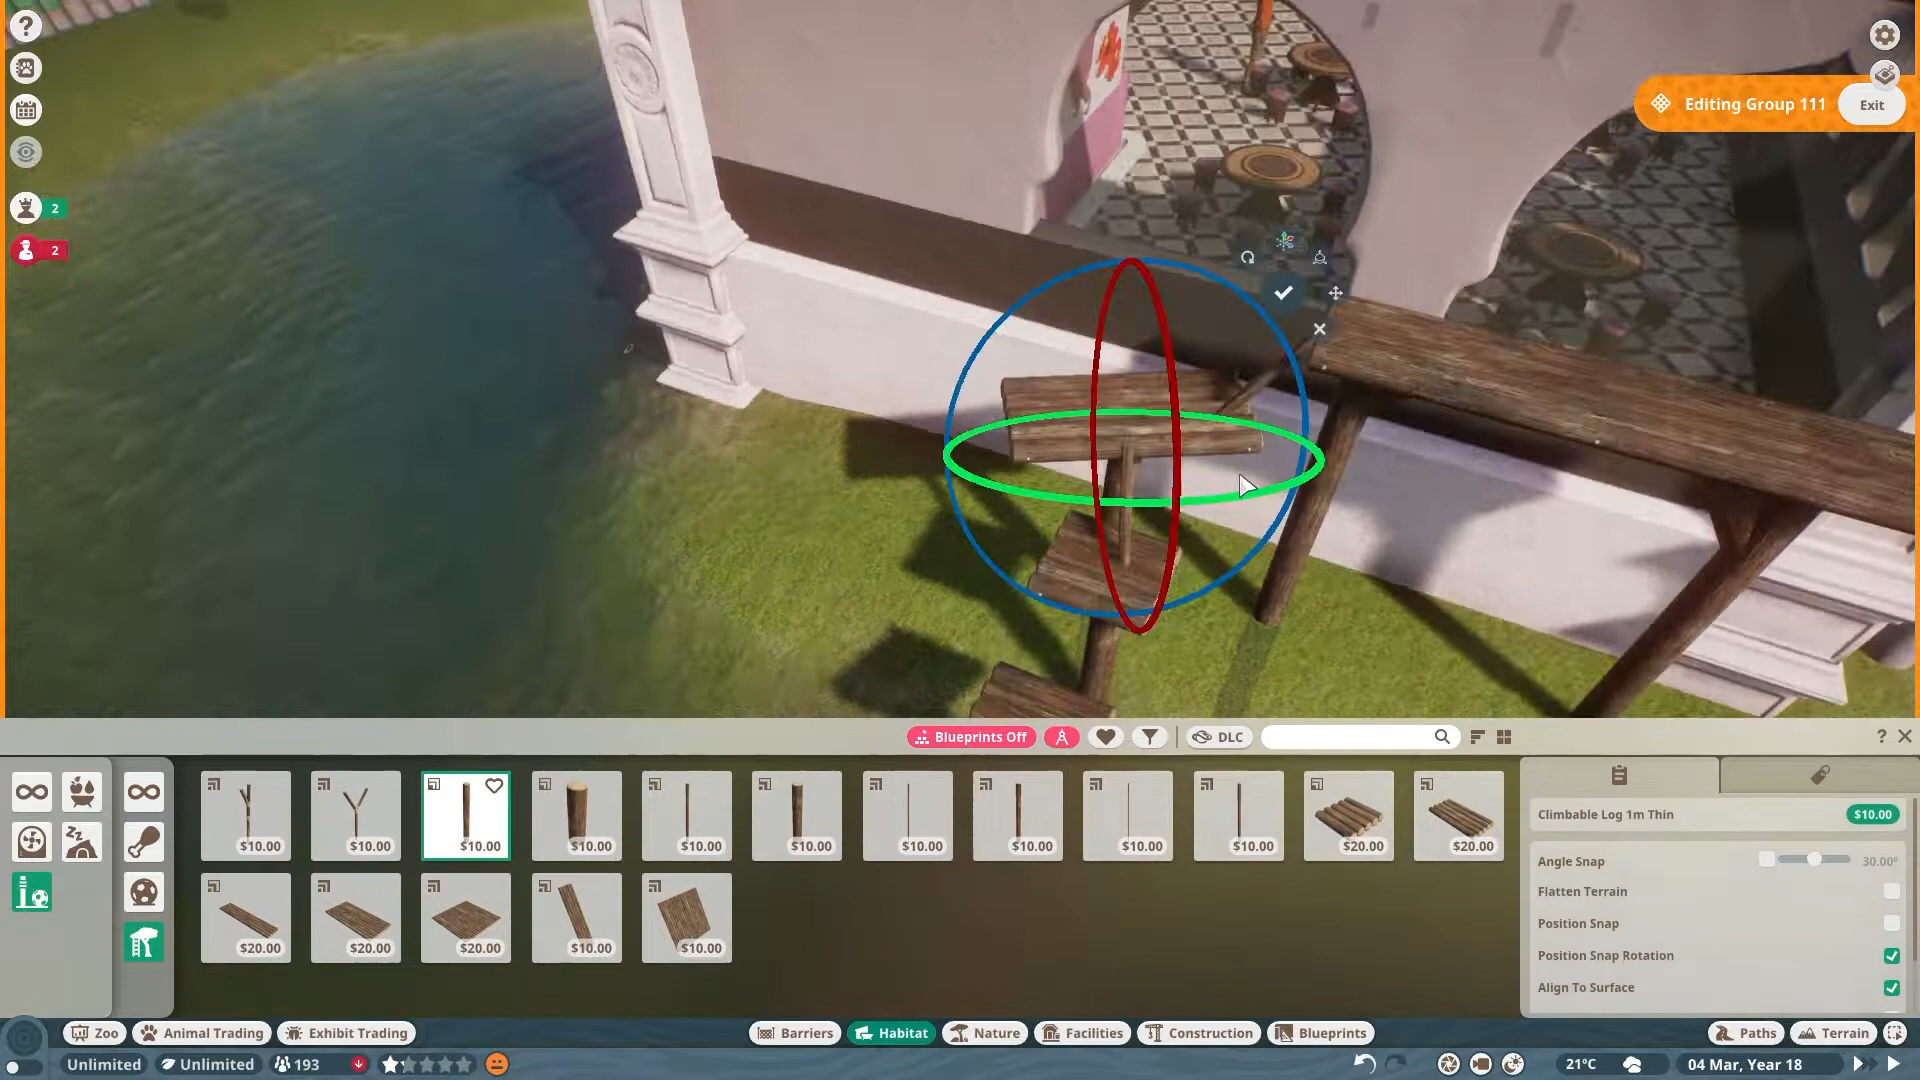 ?
Editing Group 111
Exit
2
2
Blueprints Off
DLC
?
$10.00
$10.00
$10.00
$10.00
$10.00
$10.00
$10.00
$10.00
$10.00
$10.00
$20.00
$20.00
$20.00
$20.00
$20.00
$10.00
$10.00
Climbable Log 1m Thin
$10.00
Angle Snap
30.00°
Flatten Terrain
Position Snap
Position Snap Rotation
Align To Surface
Zoo
Animal Trading
Exhibit Trading
Barriers
Habitat
Nature
Facilities
Construction
Blueprints
Paths
Terrain
Unlimited
Unlimited
193
21°C
04 Mar, Year 18